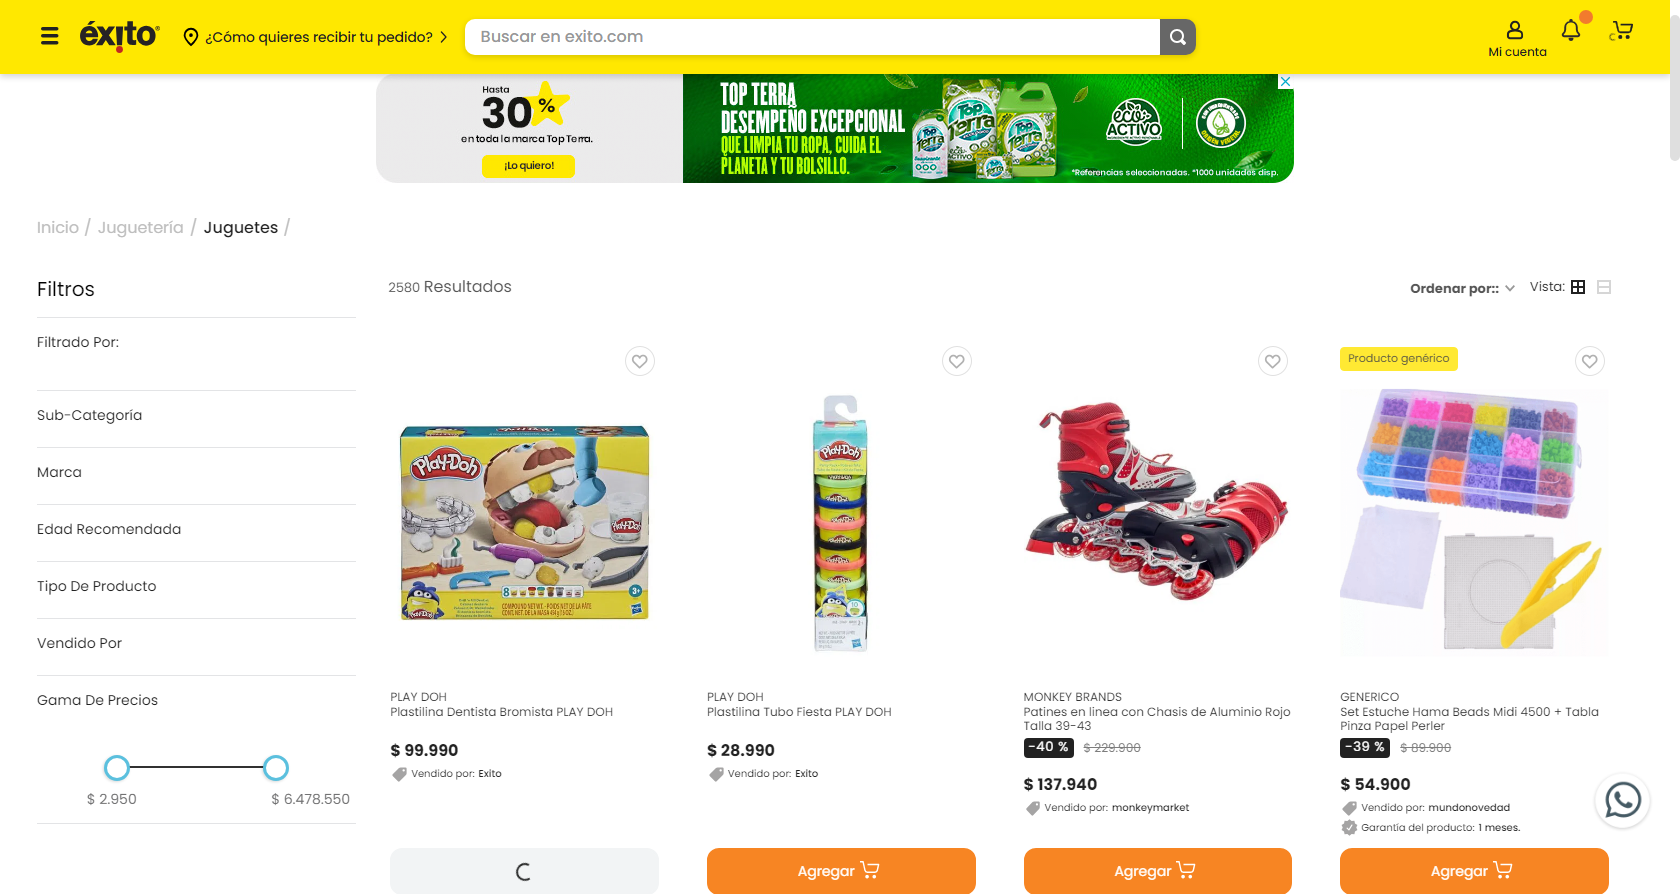 éxito
¿Cómo quieres recibir tu pedido?
Buscar en exito.com
Mi cuenta
Hasta
30%
en toda la marca Top Terra.
¡Lo quiero!
TOP TERRA
DESEMPEÑO EXCEPCIONAL
QUE LIMPIA TU ROPA, CUIDA EL
PLANETA Y TU BOLSILLO.
Top Terra
eco
ACTIVO
*Referencias seleccionadas. *1000 unidades disp.
Inicio / Juguetería / Juguetes /
Filtros
2580 Resultados
Ordenar por::
Vista:
Filtrado Por:
Sub-Categoría
Marca
Edad Recomendada
Tipo De Producto
Vendido Por
Gama De Precios
$ 2.950
$ 6.478.550
Play-Doh
PLAY DOH
Plastilina Dentista Bromista PLAY DOH
$ 99.990
Vendido por: Exito
Play-Doh
PLAY DOH
Plastilina Tubo Fiesta PLAY DOH
$ 28.990
Vendido por: Exito
Agregar
MONKEY BRANDS
Patines en linea con Chasis de Aluminio Rojo
Talla 39-43
-40 %
$ 229.900
$ 137.940
Vendido por: monkeymarket
Agregar
Producto genérico
GENERICO
Set Estuche Hama Beads Midi 4500 + Tabla
Pinza Papel Perler
-39 %
$ 89.900
$ 54.900
Vendido por: mundonovedad
Garantía del producto: 1 meses.
Agregar